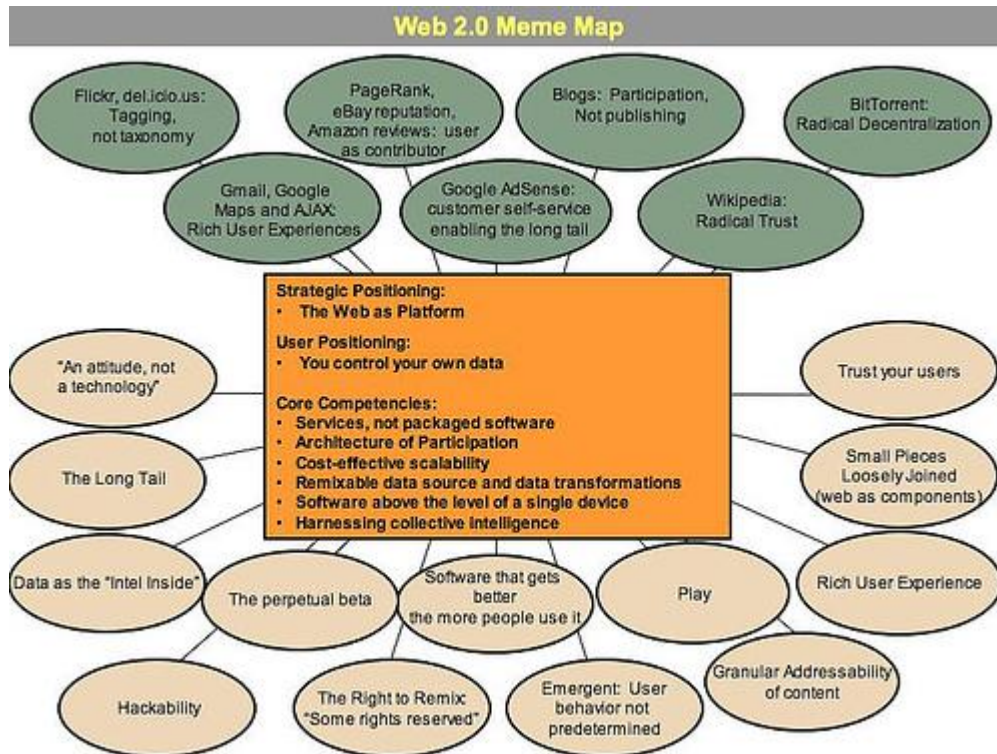 Web 2.0 Meme Map
Flickr, del.icio.us:
Tagging,
not taxonomy
PageRank,
eBay reputation,
Amazon reviews: user
as contributor
Blogs: Participation,
Not publishing
BitTorrent:
Radical Decentralization
Gmail, Google
Maps and AJAX:
Rich User Experiences
Google AdSense:
customer self-service
enabling the long tail
Wikipedia:
Radical Trust
Strategic Positioning:
• The Web as Platform
User Positioning:
• You control your own data
Core Competencies:
• Services, not packaged software
• Architecture of Participation
• Cost-effective scalability
• Remixable data source and data transformations
• Software above the level of a single device
• Harnessing collective intelligence
"An attitude, not
a technology"
Trust your users
The Long Tail
Small Pieces
Loosely Joined
(web as components)
Data as the "Intel Inside"
The perpetual beta
Software that gets
better
the more people use it
Play
Rich User Experience
Hackability
The Right to Remix:
"Some rights reserved"
Emergent: User
behavior not
predetermined
Granular Addressability
of content